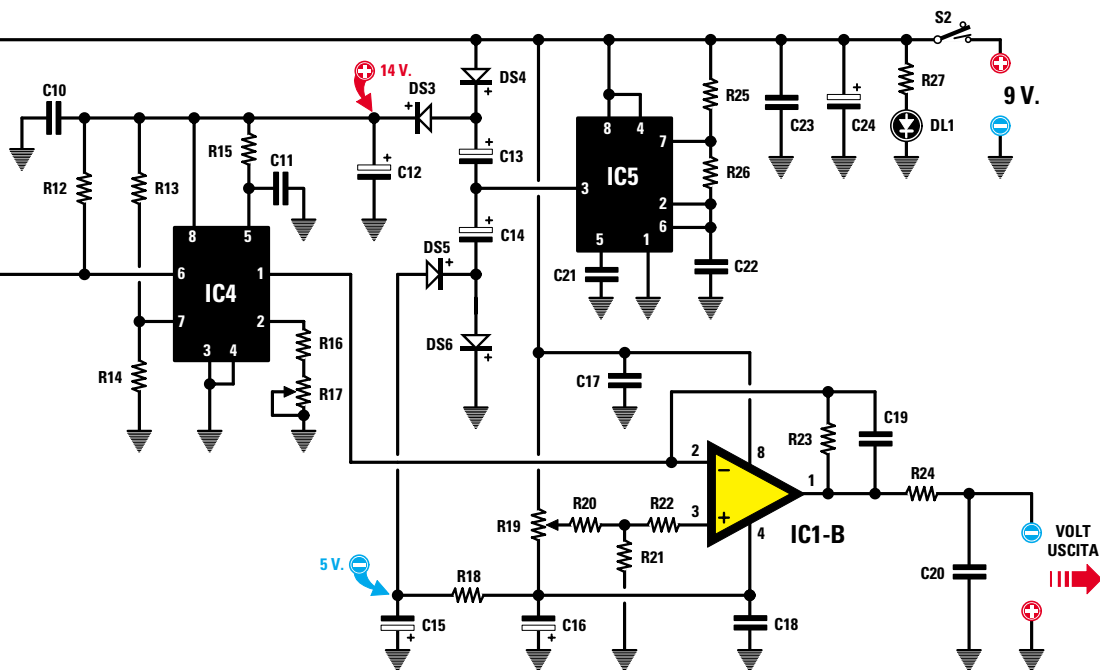 S2
C10
14 V.
DS3
DS4
R25
R27
9 V.
C23
C24
DL1
R12
R13
R15
C11
C12
C13
8
4
7
IC5
R26
3
2
6
5
1
C14
C21
C22
8
5
6
1
IC4
7
2
3
4
DS5
DS6
R14
R16
R17
C17
C19
R23
2
8
1
R24
R19
R20
R22
3
4
IC1-B
R21
5 V.
R18
C15
C16
C18
C20
VOLT
USCITA